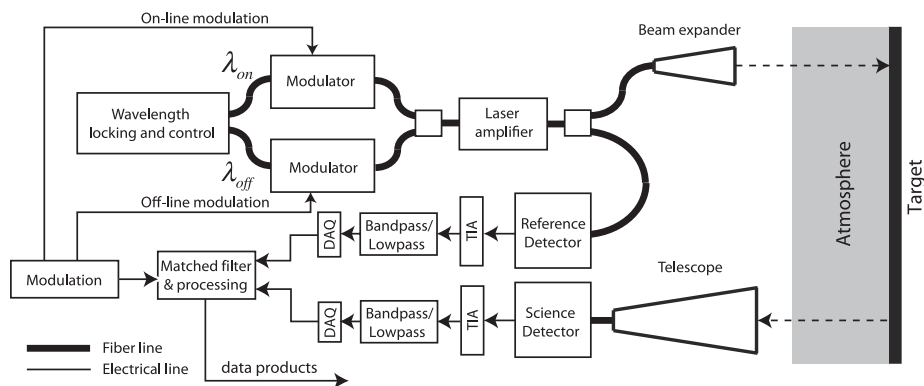 On-line modulation
Beam expander
λon
Modulator
Wavelength
locking and control
Laser
amplifier
Modulator
λoff
Off-line modulation
Atmosphere
Target
DAQ
Bandpass/
Lowpass
TIA
Reference
Detector
Modulation
Matched filter
& processing
Telescope
DAQ
Bandpass/
Lowpass
TIA
Science
Detector
Fiber line
Electrical line
data products